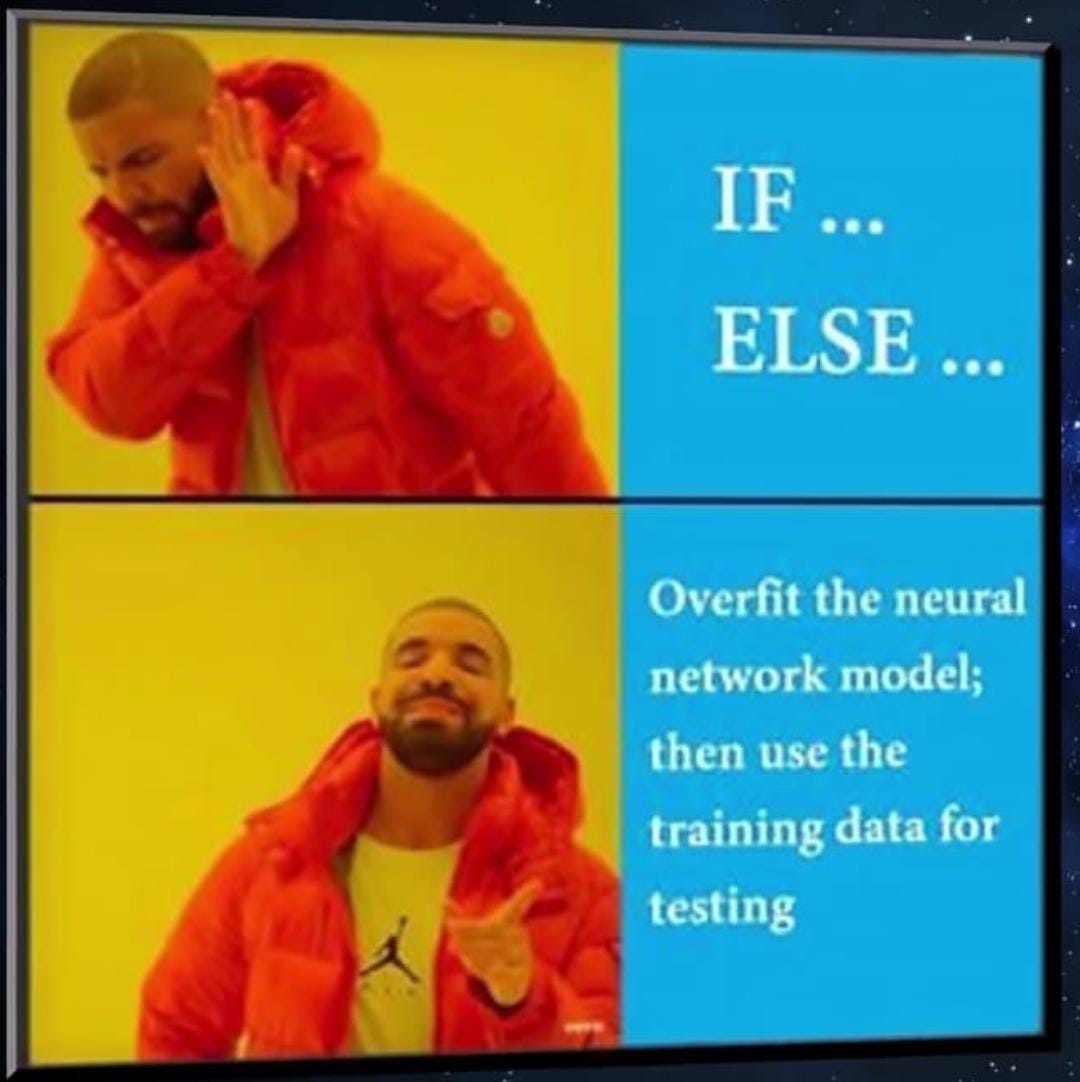 IF ...
ELSE ...
Overfit the neural
network model;
then use the
training data for
testing